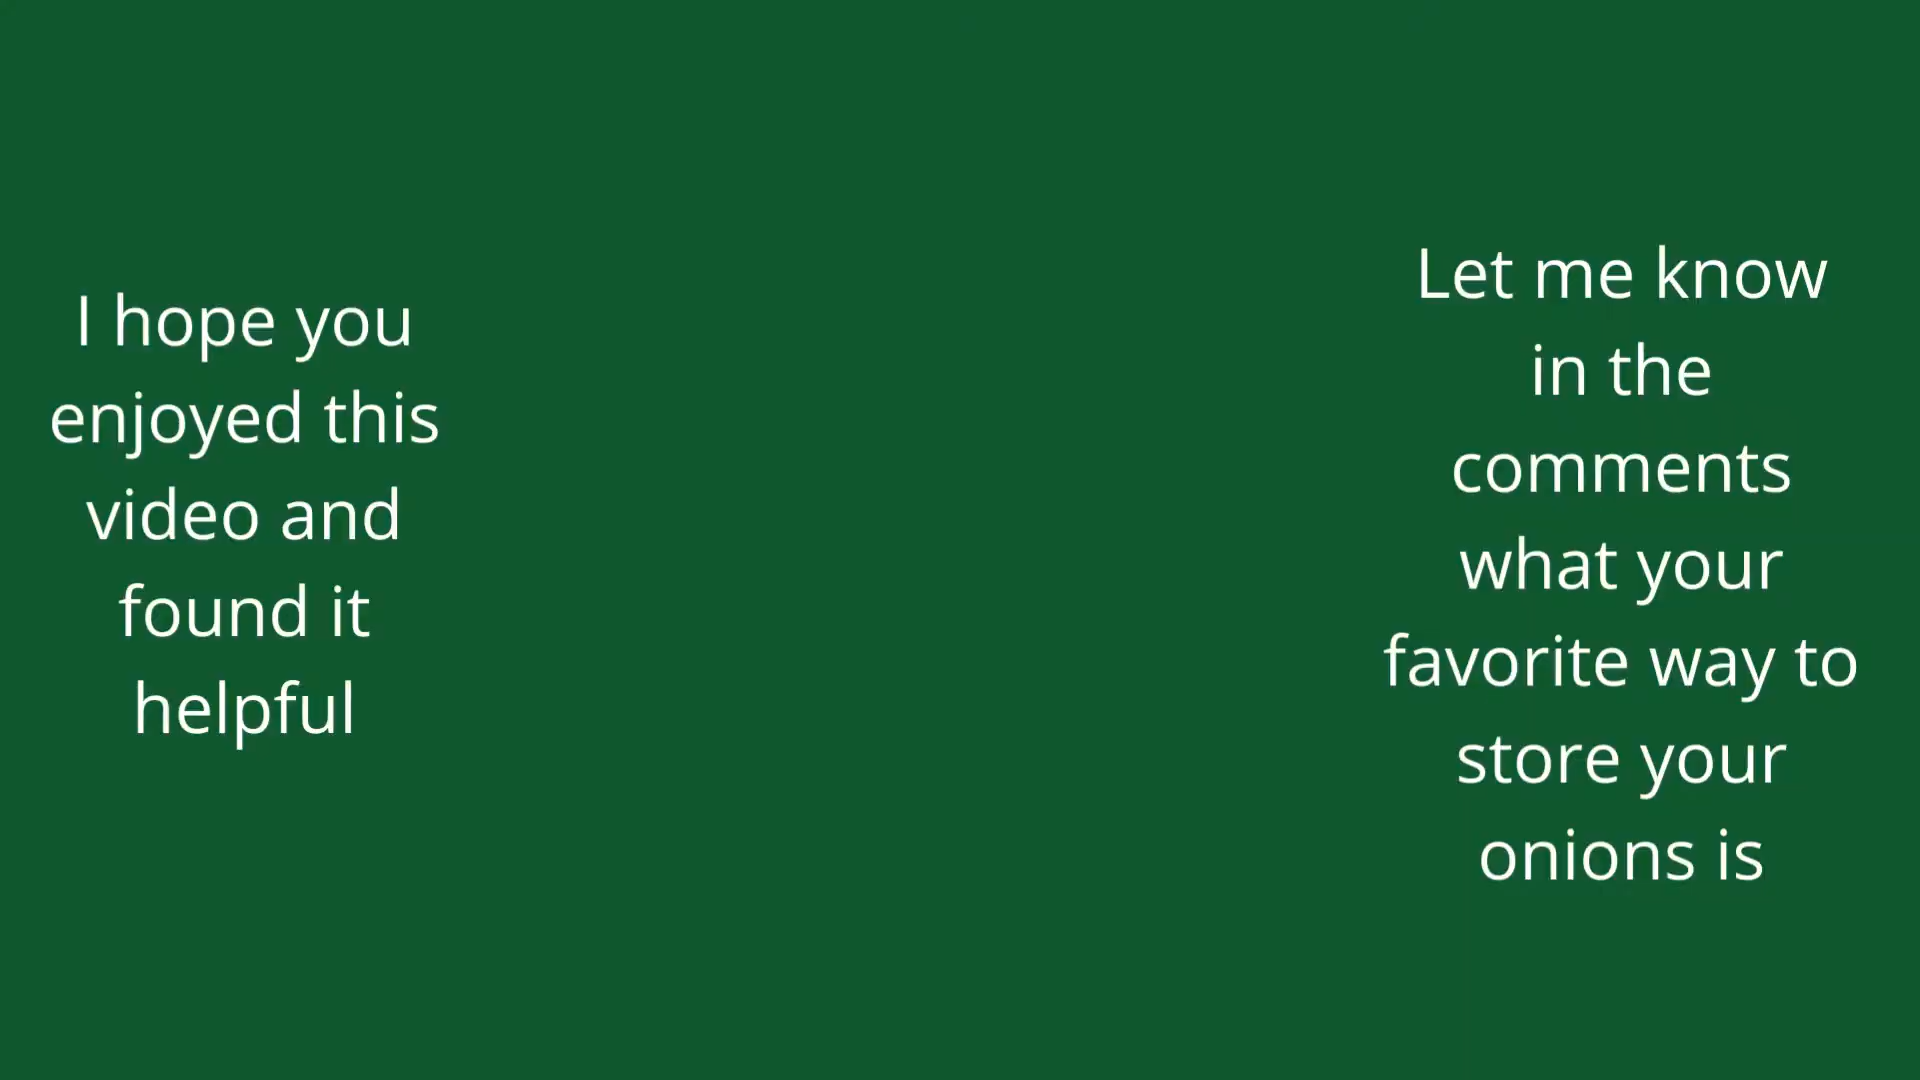 I hope you
enjoyed this
video and
found it
helpful
Let me know
in the
comments
what your
favorite way to
store your
onions is